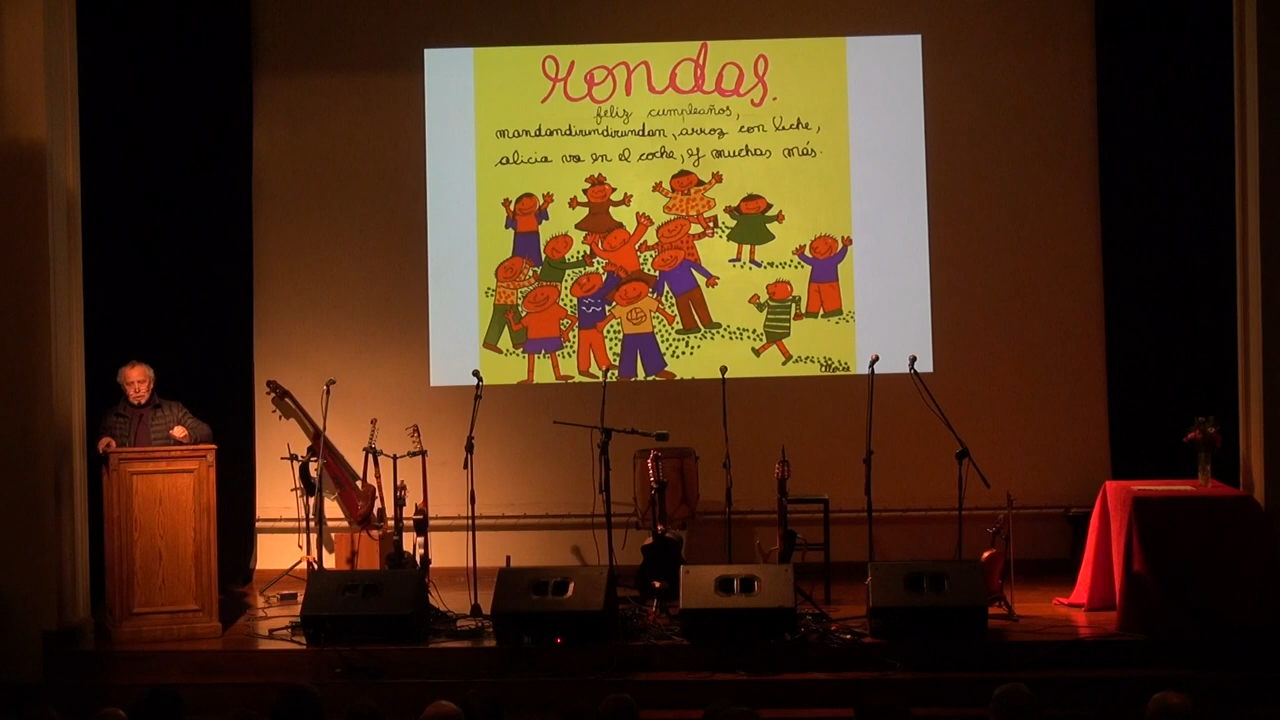 rondas.
feliz cumpleaños,
mandandirundirundan, arroz con leche,
alicia va en el coche, y muchas más.